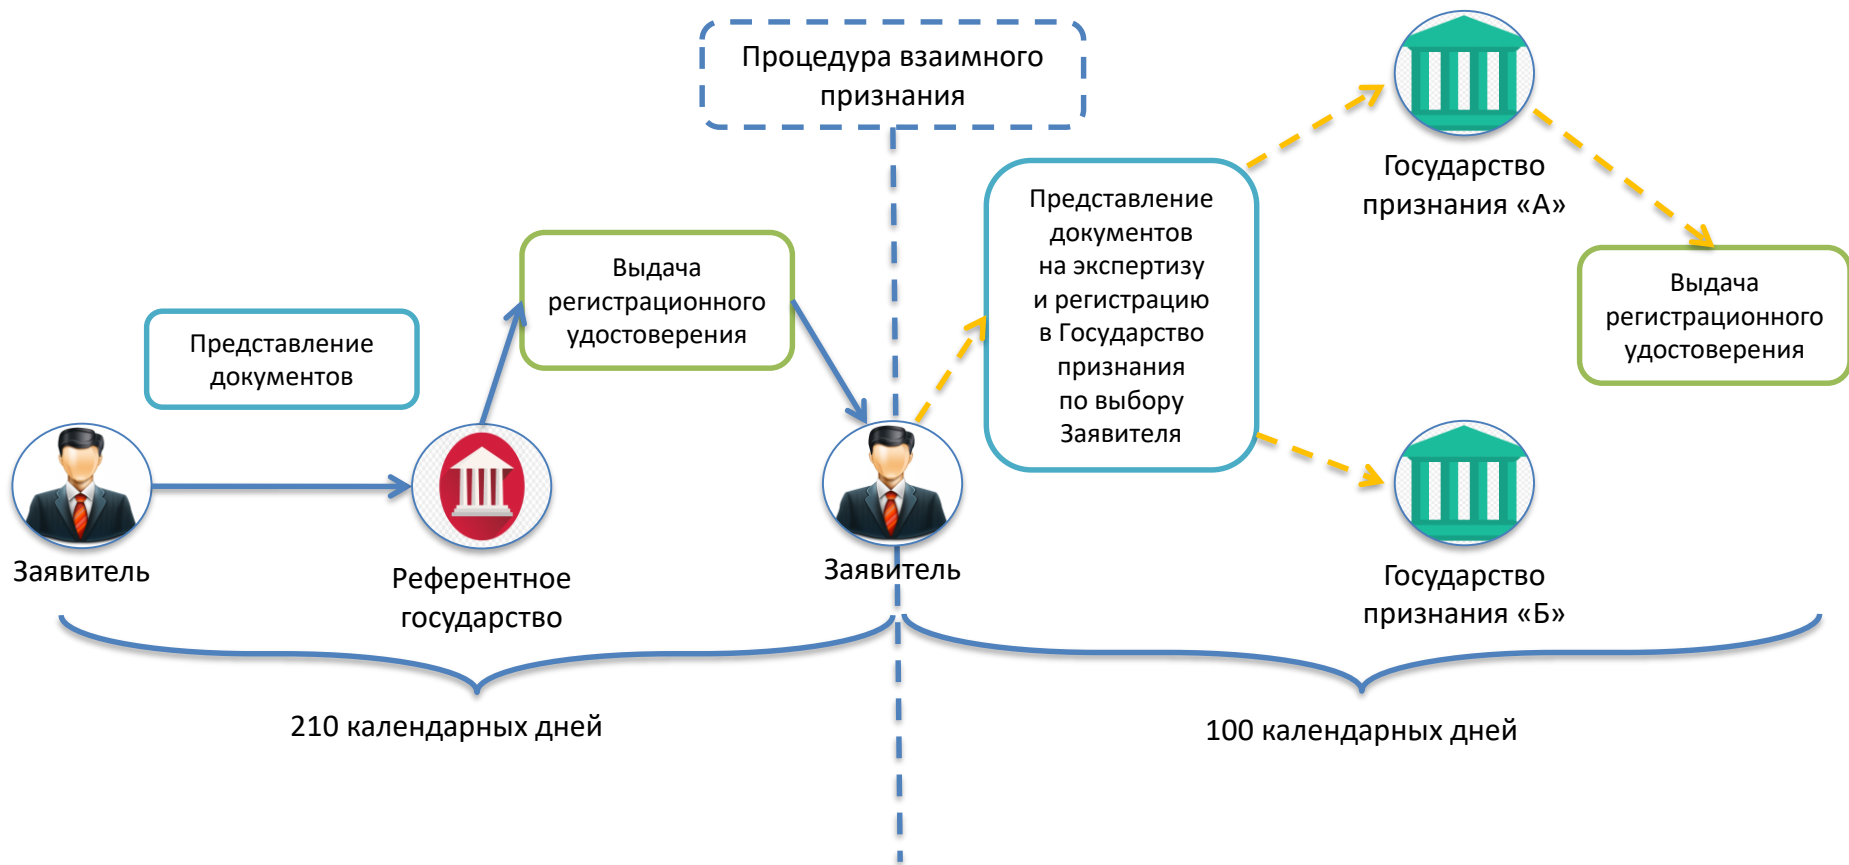 Процедура взаимного
признания
Государство
признания «А»
Представление
документов
на экспертизу
и регистрацию
в Государство
признания
по выбору
Заявителя
Выдача
регистрационного
удостоверения
Выдача
регистрационного
удостоверения
Представление
документов
Заявитель
Референтное
государство
Заявитель
Государство
признания «Б»
210 календарных дней
100 календарных дней